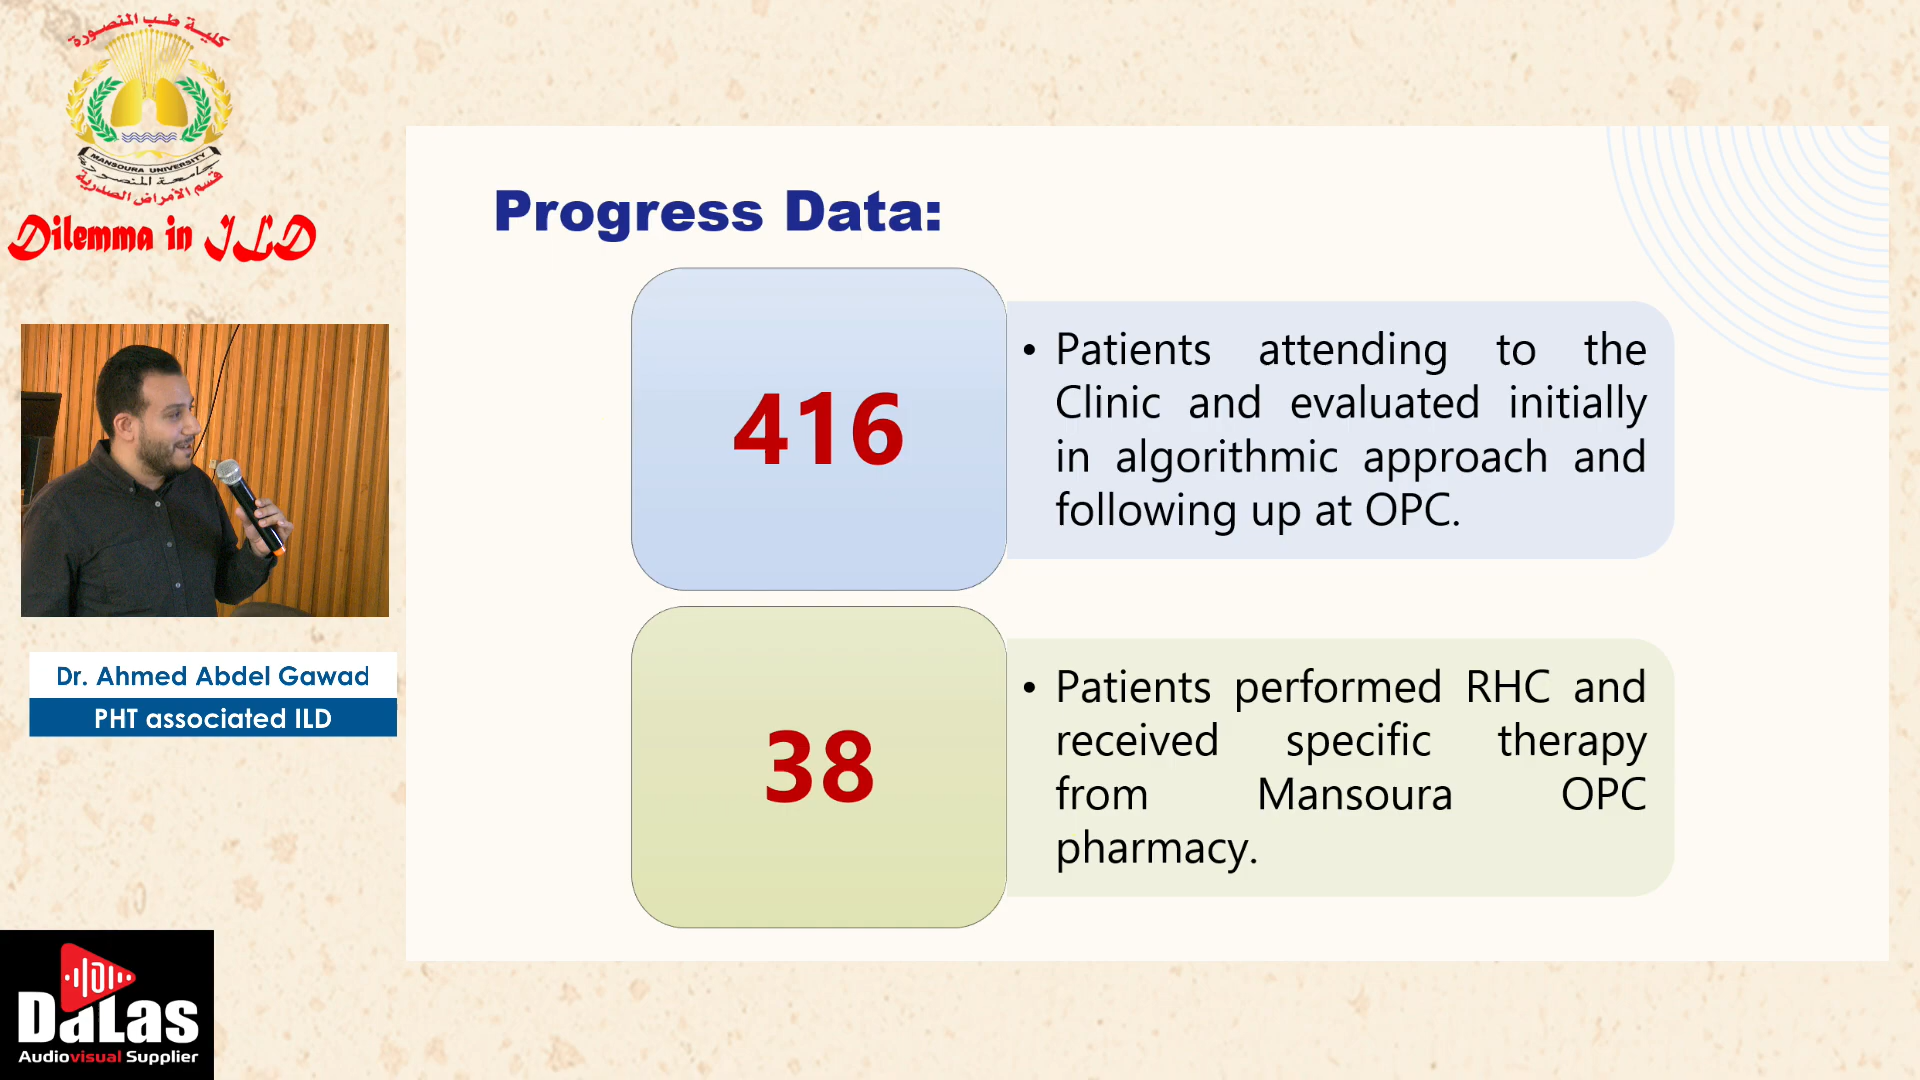 كلية طب المنصورة
MANSOURA UNIVERSITY
جامعة المنصورة
قسم الأمراض الصدرية
Dilemma in ILD
Dr. Ahmed Abdel Gawad
PHT associated ILD
DaLas
Audiovisual Supplier
Progress Data:
416
• Patients attending to the
Clinic and evaluated initially
in algorithmic approach and
following up at OPC.
38
• Patients performed RHC and
received specific therapy
from Mansoura OPC
pharmacy.